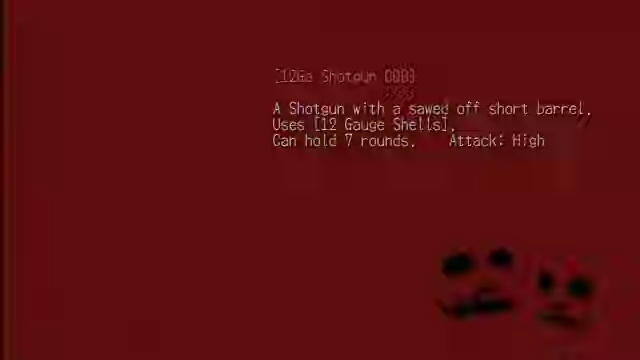 [12Ga Shotgun
A Shotgun with a sawed off short barrel.
Uses [12 Gauge Shells].
Can hold 7 rounds.    Attack: High